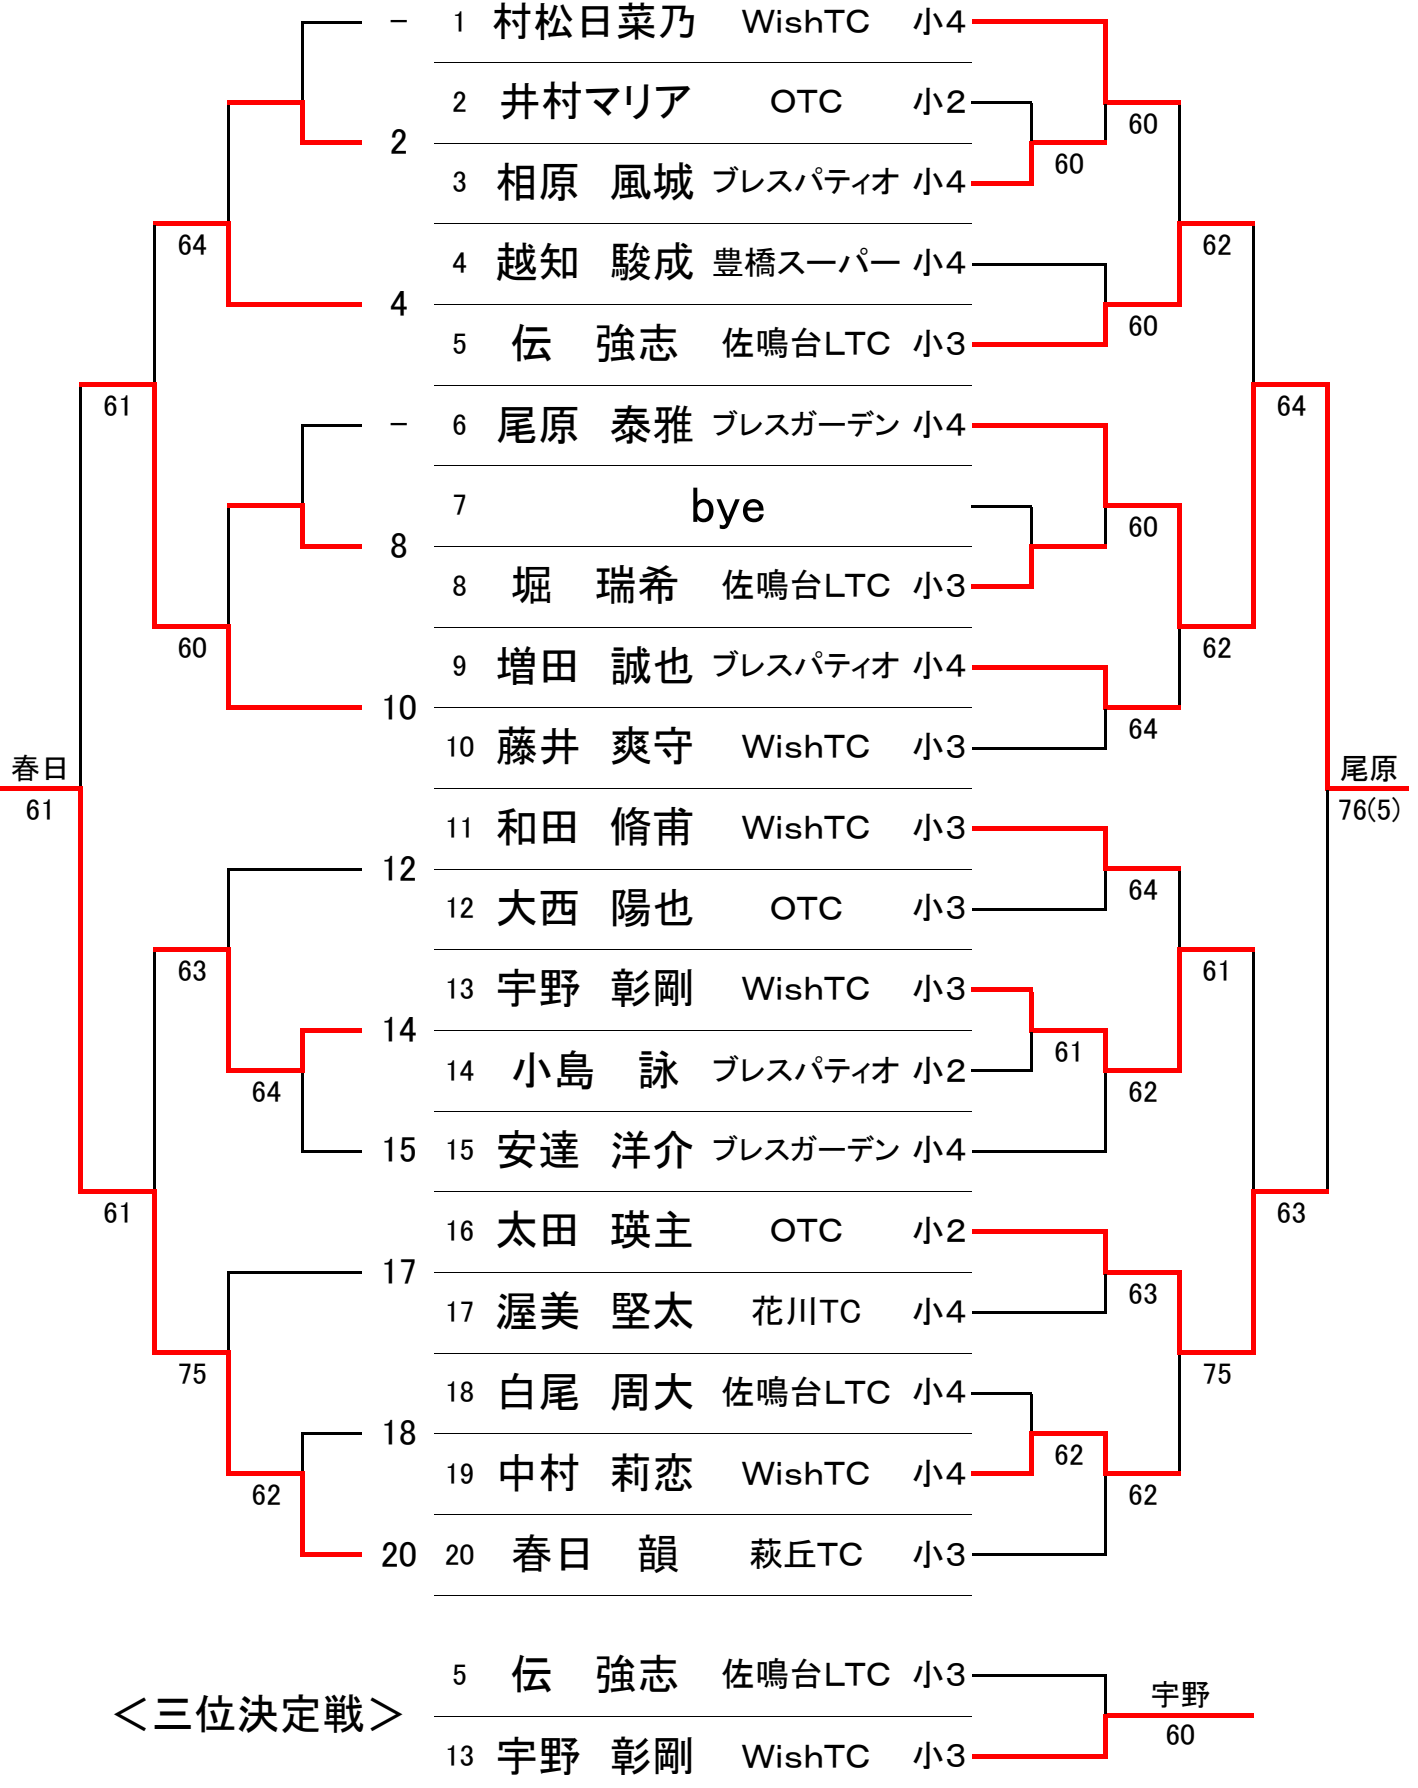 － 1 村松日菜乃 WishTC 小4
2 井村マリア OTC 小2 60
2 60
3 相原 風城 ブレスパティオ 小4
64 4 越知 駿成 豊橋スーパー 小4 62
4 60
5 伝 強志 佐鳴台LTC 小3
61 64
－ 6 尾原 泰雅 ブレスガーデン 小4
7 bye 60
8
8 堀 瑞希 佐鳴台LTC 小3
60 62
9 増田 誠也 ブレスパティオ 小4
10 64
10 藤井 爽守 WishTC 小3
春日 尾原
61 76(5)
11 和田 脩甫 WishTC 小3
12 64
12 大西 陽也 OTC 小3
63 61
13 宇野 彰剛 WishTC 小3
14 61
64 14 小島 詠 ブレスパティオ 小2 62
15 15 安達 洋介 ブレスガーデン 小4
61 63
16 太田 瑛主 OTC 小2
17 63
17 渥美 堅太 花川TC 小4
75 75
18 白尾 周大 佐鳴台LTC 小4
18 62
19 中村 莉恋 WishTC 小4
62 62
20 20 春日 韻 萩丘TC 小3
5 伝 強志 佐鳴台LTC 小3
＜三位決定戦＞ 宇野
60
13 宇野 彰剛 WishTC 小3